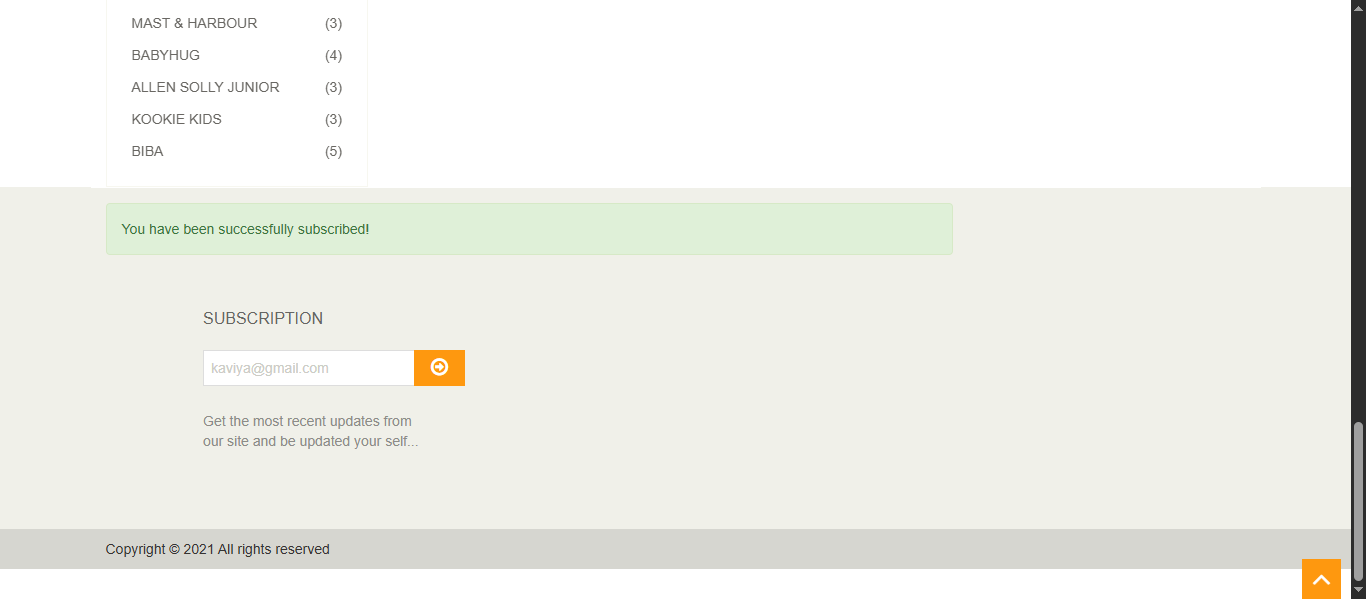 MAST & HARBOUR (3)
BABYHUG (4)
ALLEN SOLLY JUNIOR (3)
KOOKIE KIDS (3)
BIBA (5)
You have been successfully subscribed!
SUBSCRIPTION
kaviya@gmail.com
Get the most recent updates from
our site and be updated your self...
Copyright © 2021 All rights reserved